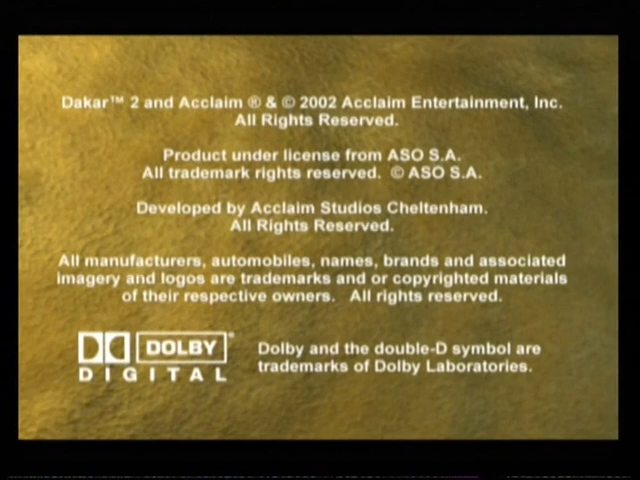 Dakar™ 2 and Acclaim ® & © 2002 Acclaim Entertainment, Inc.
All Rights Reserved.
Product under license from ASO S.A.
All trademark rights reserved. © ASO S.A.
Developed by Acclaim Studios Cheltenham.
All Rights Reserved.
All manufacturers, automobiles, names, brands and associated
imagery and logos are trademarks and or copyrighted materials
of their respective owners. All rights reserved.
DOLBY®
DIGITAL
Dolby and the double-D symbol are
trademarks of Dolby Laboratories.